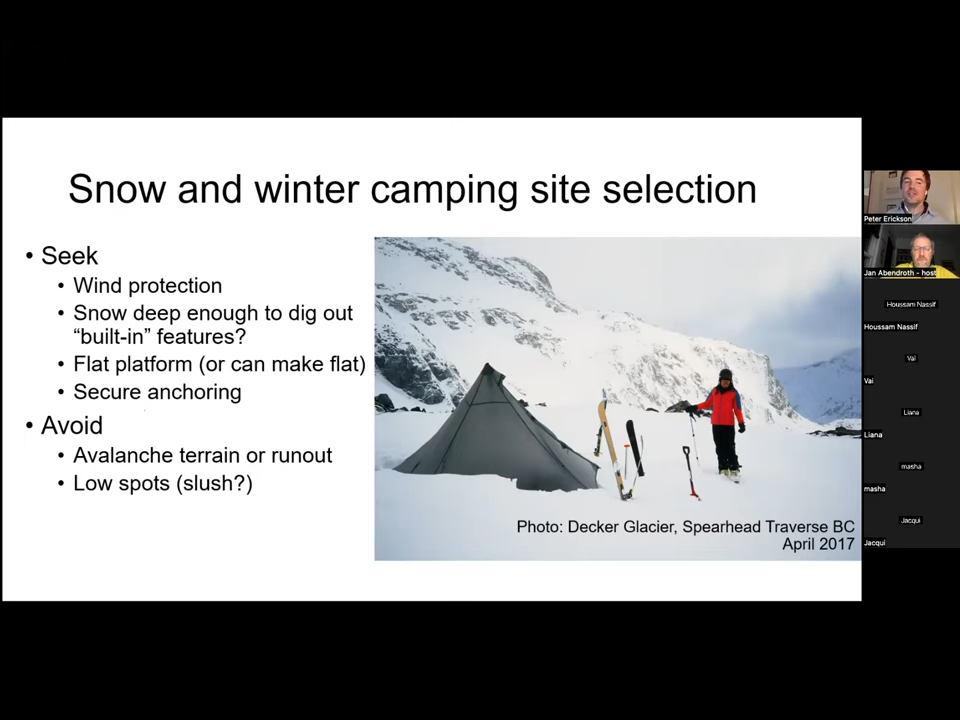 Snow and winter camping site selection
• Seek
• Wind protection
• Snow deep enough to dig out
“built-in” features?
• Flat platform (or can make flat)
• Secure anchoring
• Avoid
• Avalanche terrain or runout
• Low spots (slush?)
Photo: Decker Glacier, Spearhead Traverse BC
April 2017
Peter Erickson
Jan Abendroth - host
Houssam Nassif
Houssam Nassif
Vai
Vai
Liana
Liana
masha
masha
Jacqui
Jacqui